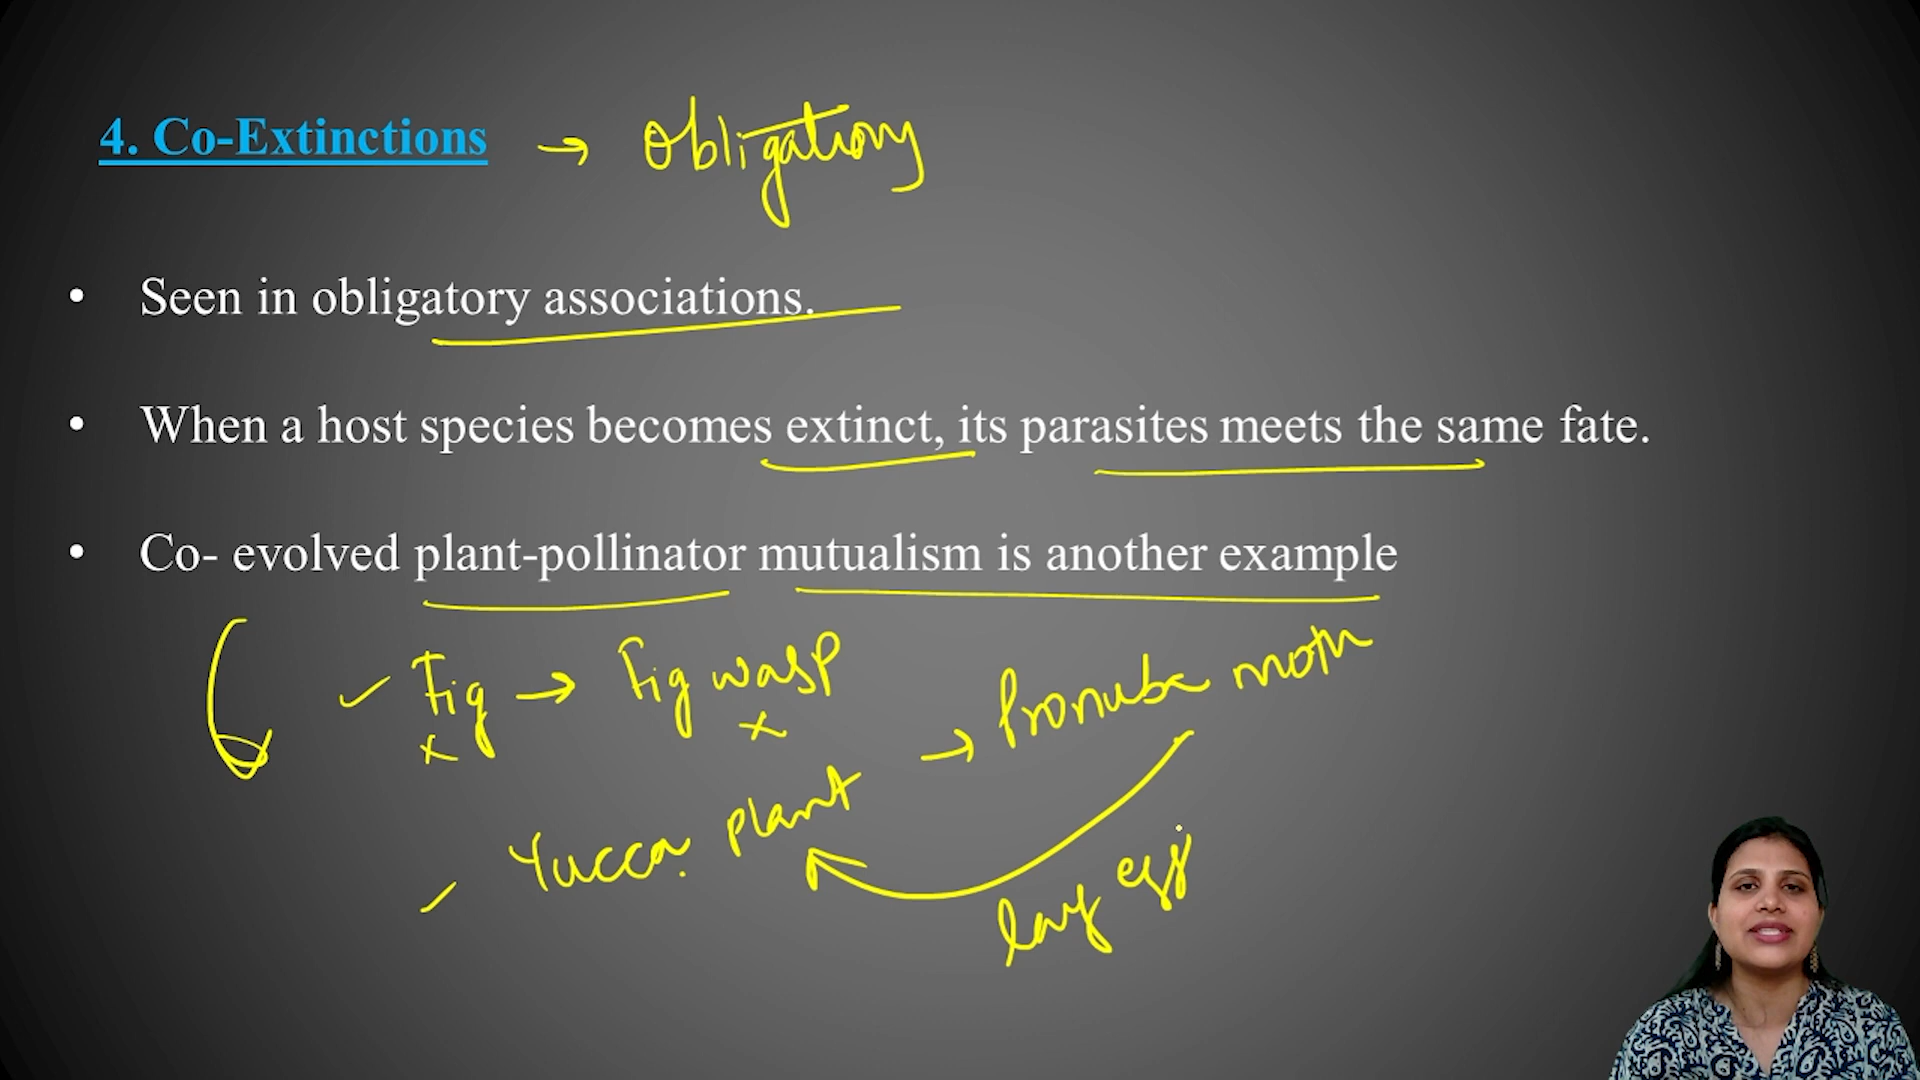 4. Co-Extinctions → Obligatory
• Seen in obligatory associations.
• When a host species becomes extinct, its parasites meets the same fate.
• Co- evolved plant-pollinator mutualism is another example
✓ Fig → Fig wasp
x x
Yucca plant → Pronuba moth
lay egg